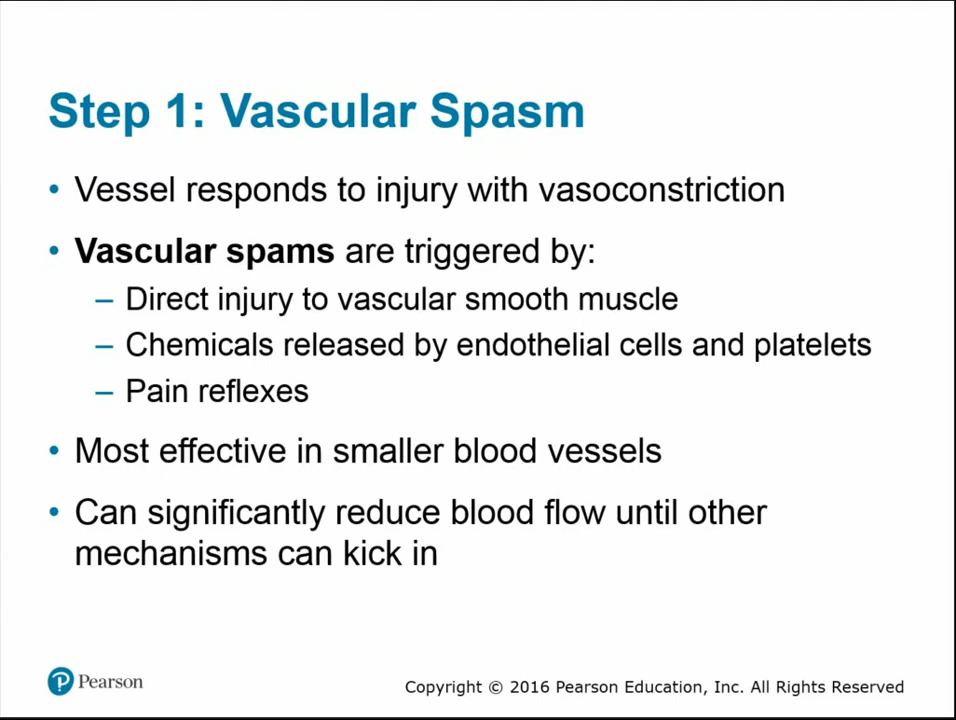 Step 1: Vascular Spasm
• Vessel responds to injury with vasoconstriction
• Vascular spams are triggered by:
– Direct injury to vascular smooth muscle
– Chemicals released by endothelial cells and platelets
– Pain reflexes
• Most effective in smaller blood vessels
• Can significantly reduce blood flow until other
mechanisms can kick in
P Pearson
Copyright © 2016 Pearson Education, Inc. All Rights Reserved